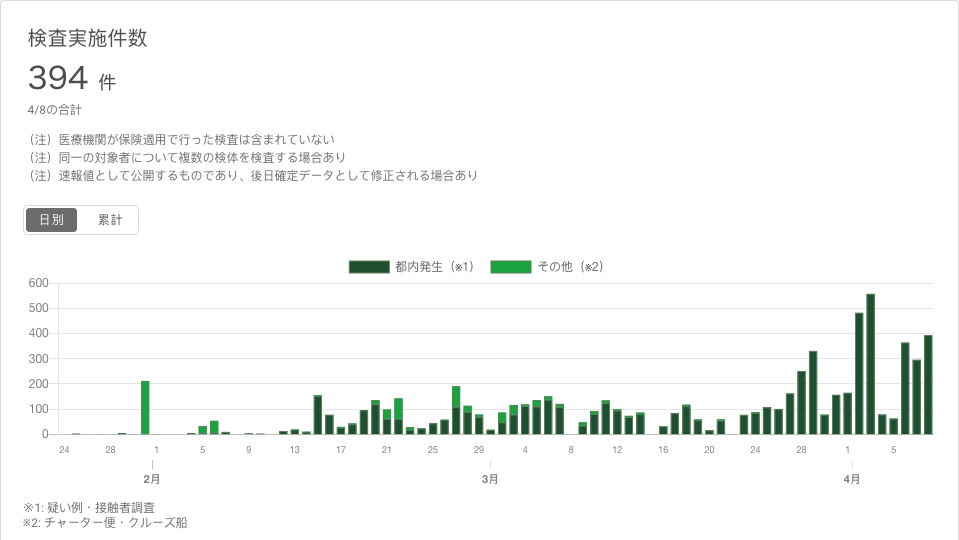 検査実施件数
394 件
4/8の合計
（注）医療機関が保険適用で行った検査は含まれていない
（注）同一の対象者について複数の検体を検査する場合あり
（注）速報値として公開するものであり、後日確定データとして修正される場合あり
日別 累計
都内発生（※1） その他（※2）
600
500
400
300
200
100
0
24 28 1 5 9 13 17 21 25 29 4 8 12 16 20 24 28 1 5
2月 3月 4月
※1: 疑い例・接触者調査
※2: チャーター便・クルーズ船